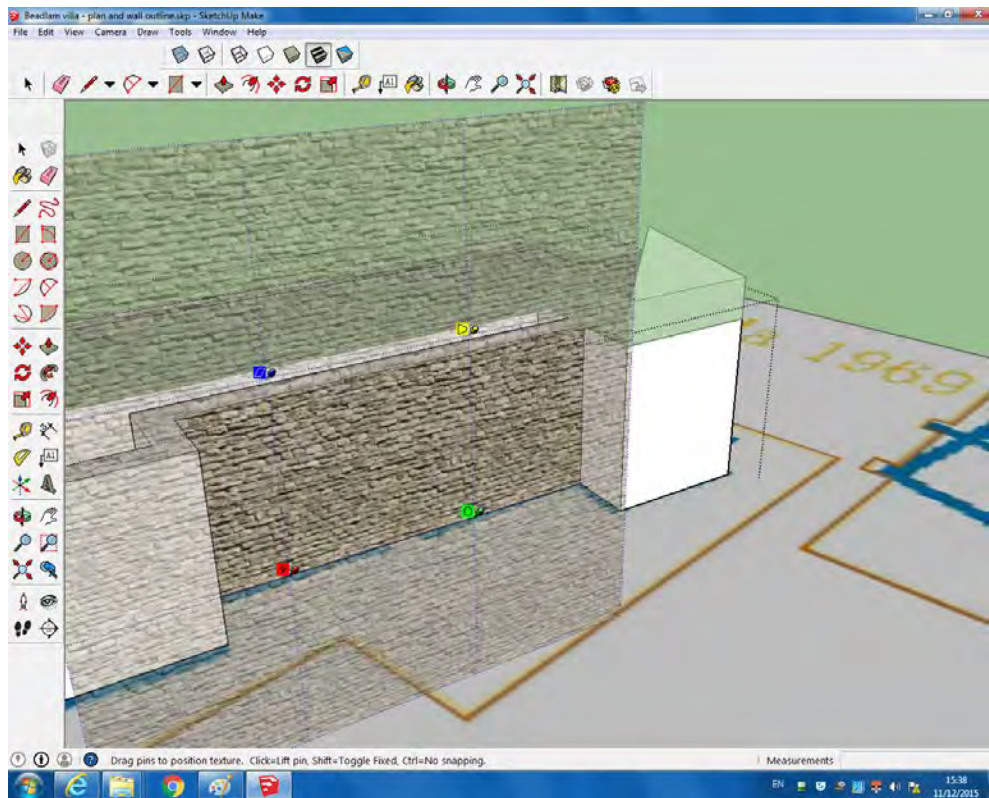 Beadlam villa - plan and wall outline.skp - SketchUp Make
File Edit View Camera Draw Tools Window Help
A1
1969
A1
Drag pins to position texture. Click=Lift pin, Shift=Toggle Fixed, Ctrl=No snapping.
Measurements
EN
15:38
11/12/2015